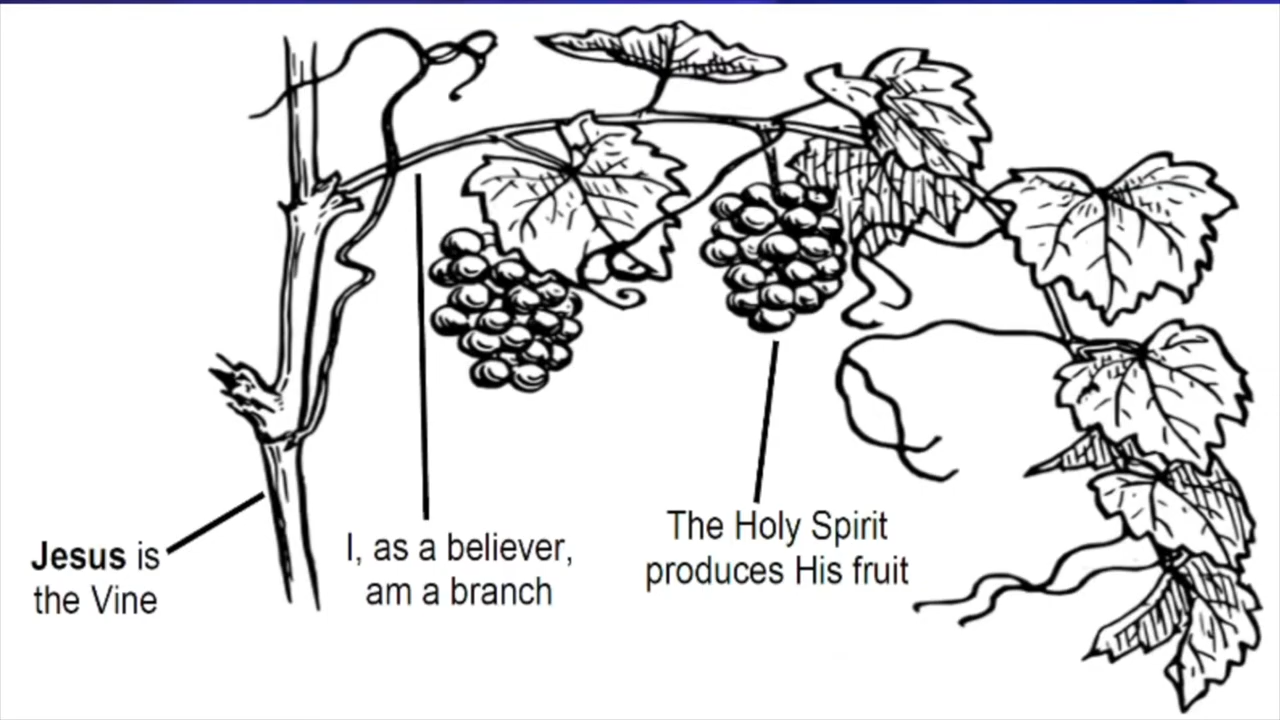 Jesus is
the Vine
I, as a believer,
am a branch
The Holy Spirit
produces His fruit